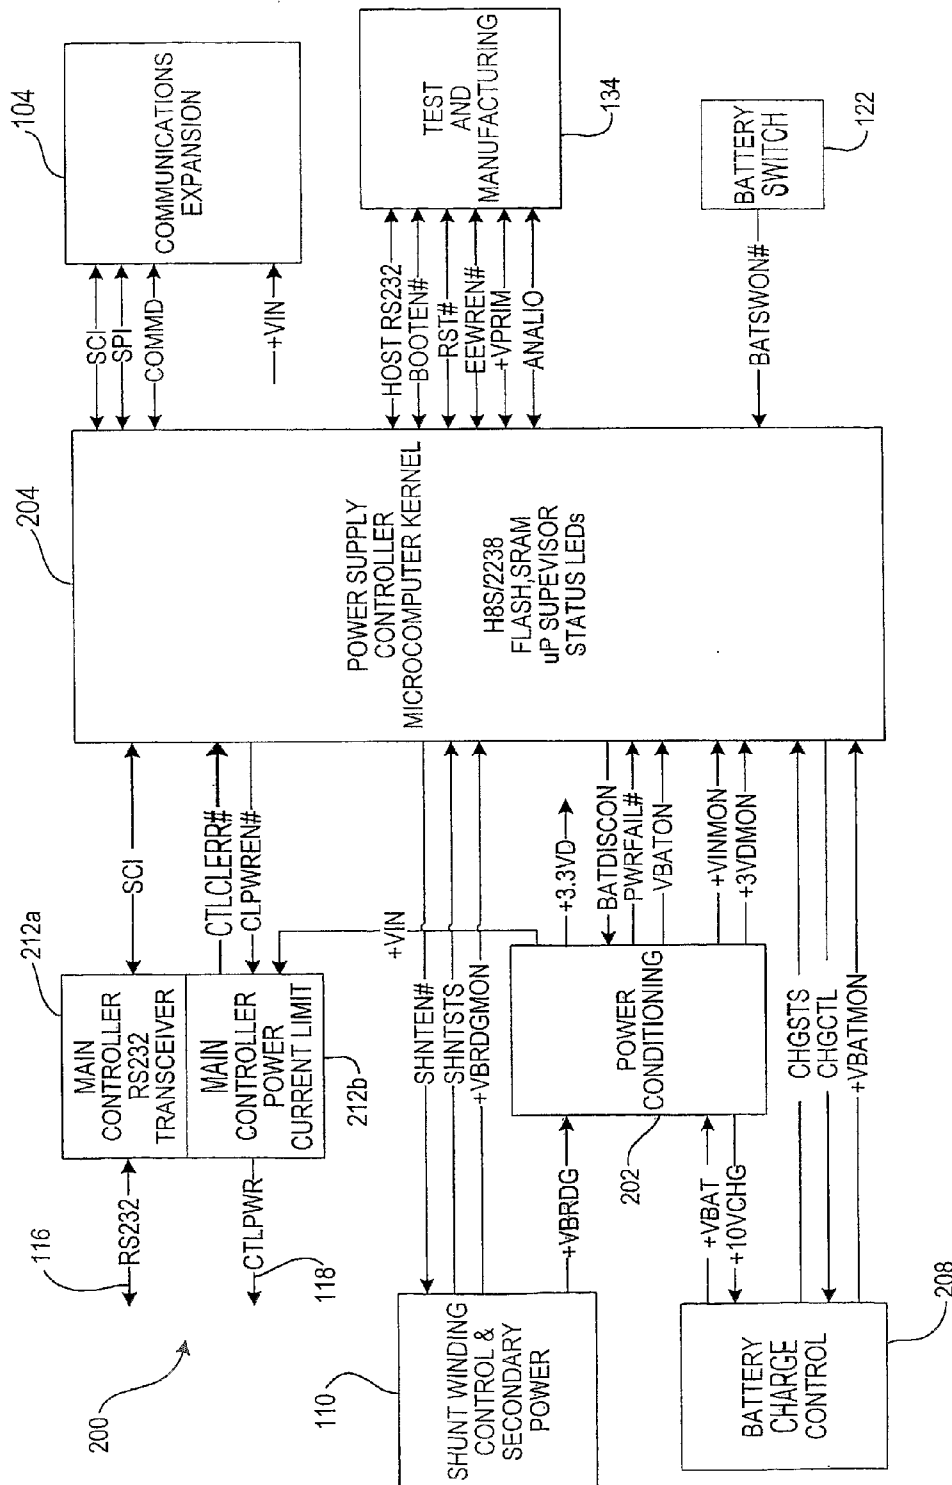 200
116
RS232
118
CTLPWR
212a
MAIN
CONTROLLER
RS232
TRANSCEIVER
MAIN
CONTROLLER
POWER
CURRENT LIMIT
212b
SCI
CTLCLERR#
CLPWREN#
+VIN
204
POWER SUPPLY
CONTROLLER
MICROCOMPUTER KERNEL
H8S/2238
FLASH,SRAM
uP SUPEVISOR
STATUS LEDs
SCI
SPI
COMMD
+VIN
104
COMMUNICATIONS
EXPANSION
HOST RS232
BOOTEN#
RST#
EEWREN#
+VPRIM
ANALIO
TEST
AND
MANUFACTURING
134
BATSWON#
BATTERY
SWITCH
122
110
SHUNT WINDING
CONTROL &
SECONDARY
POWER
SHNTEN#
SHNTSTS
+VBRDGMON
+VBRDG
POWER
CONDITIONING
202
+3.3VD
BATDISCON
PWRFAIL#
VBATON
+VINMON
+3VDMON
+VBAT
+10VCHG
CHGSTS
CHGCTL
+VBATMON
BATTERY
CHARGE
CONTROL
208